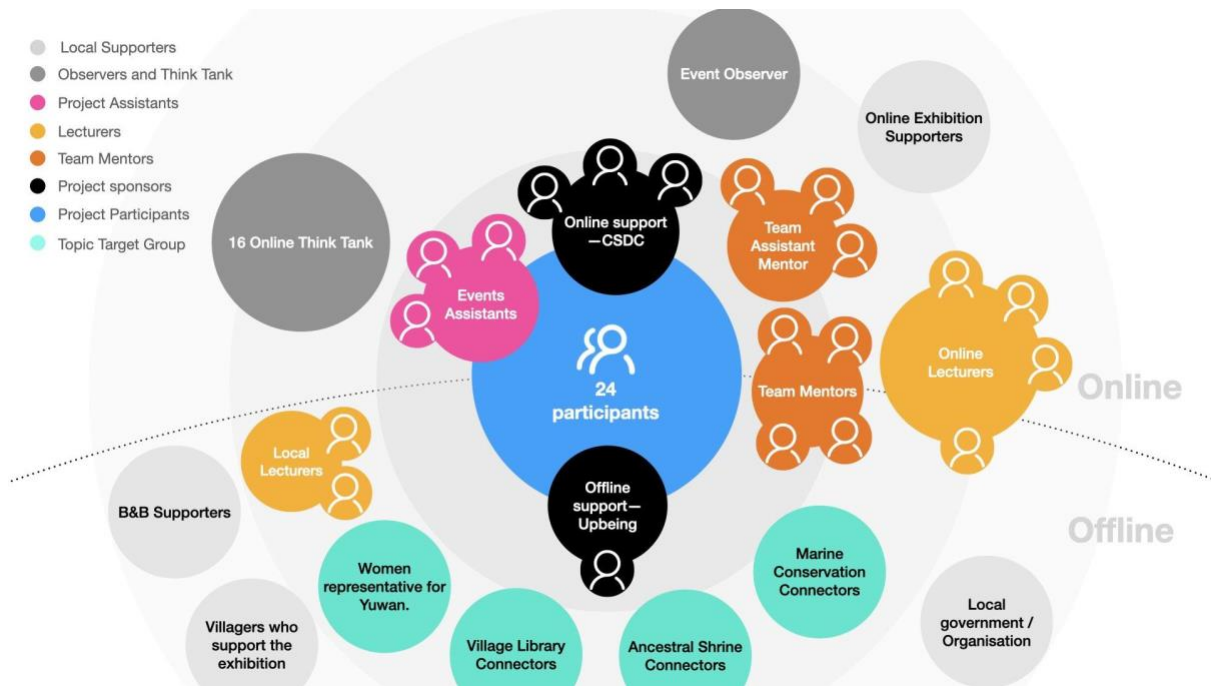 Local Supporters
Observers and Think Tank
Project Assistants
Lecturers
Team Mentors
Project sponsors
Project Participants
Topic Target Group
Event Observer
Online Exhibition
Supporters
16 Online Think Tank
Online support
—CSDC
Team
Assistant
Mentor
Events
Assistants
Online
Lecturers
24
participants
Team Mentors
Online
Local
Lecturers
B&B Supporters
Offline
support—
Upbeing
Offline
Women
representative for
Yuwan.
Marine
Conservation
Connectors
Villagers who
support the
exhibition
Village Library
Connectors
Ancestral Shrine
Connectors
Local
government /
Organisation